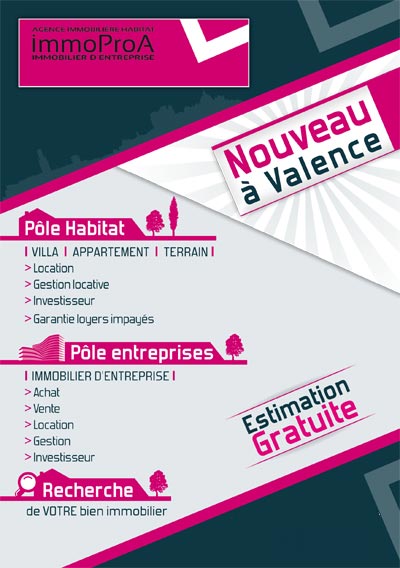 AGENCE IMMOBILIÈRE HABITAT
immoProA
IMMOBILIER D'ENTREPRISE
Nouveau
à Valence
Pôle Habitat
| VILLA | APPARTEMENT | TERRAIN |
> Location
> Gestion locative
> Investisseur
> Garantie loyers impayés
Pôle entreprises
| IMMOBILIER D'ENTREPRISE |
> Achat
> Vente
> Location
> Gestion
> Investisseur
Estimation
Gratuite
Recherche
de VOTRE bien immobilier